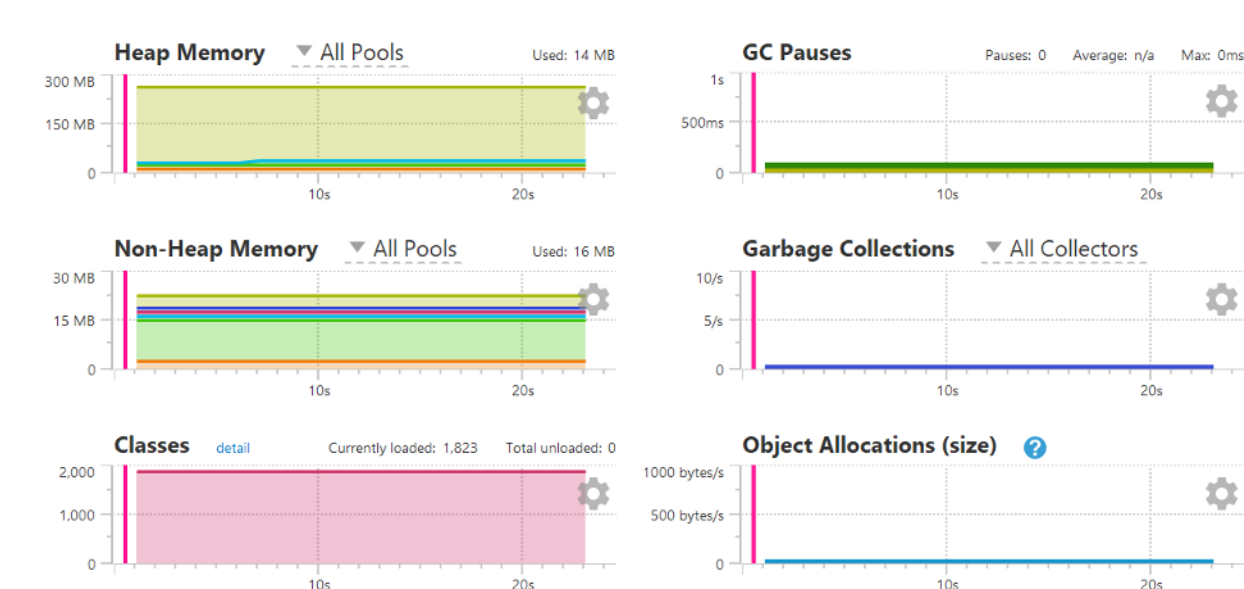 Heap Memory All Pools Used: 14 MB
300 MB
150 MB
0
10s 20s
GC Pauses Pauses: 0 Average: n/a Max: 0ms
1s
500ms
0
10s 20s
Non-Heap Memory All Pools Used: 16 MB
30 MB
15 MB
0
10s 20s
Garbage Collections All Collectors
10/s
5/s
0
10s 20s
Classes detail Currently loaded: 1,823 Total unloaded: 0
2,000
1,000
0
10s 20s
Object Allocations (size) ?
1000 bytes/s
500 bytes/s
0
10s 20s